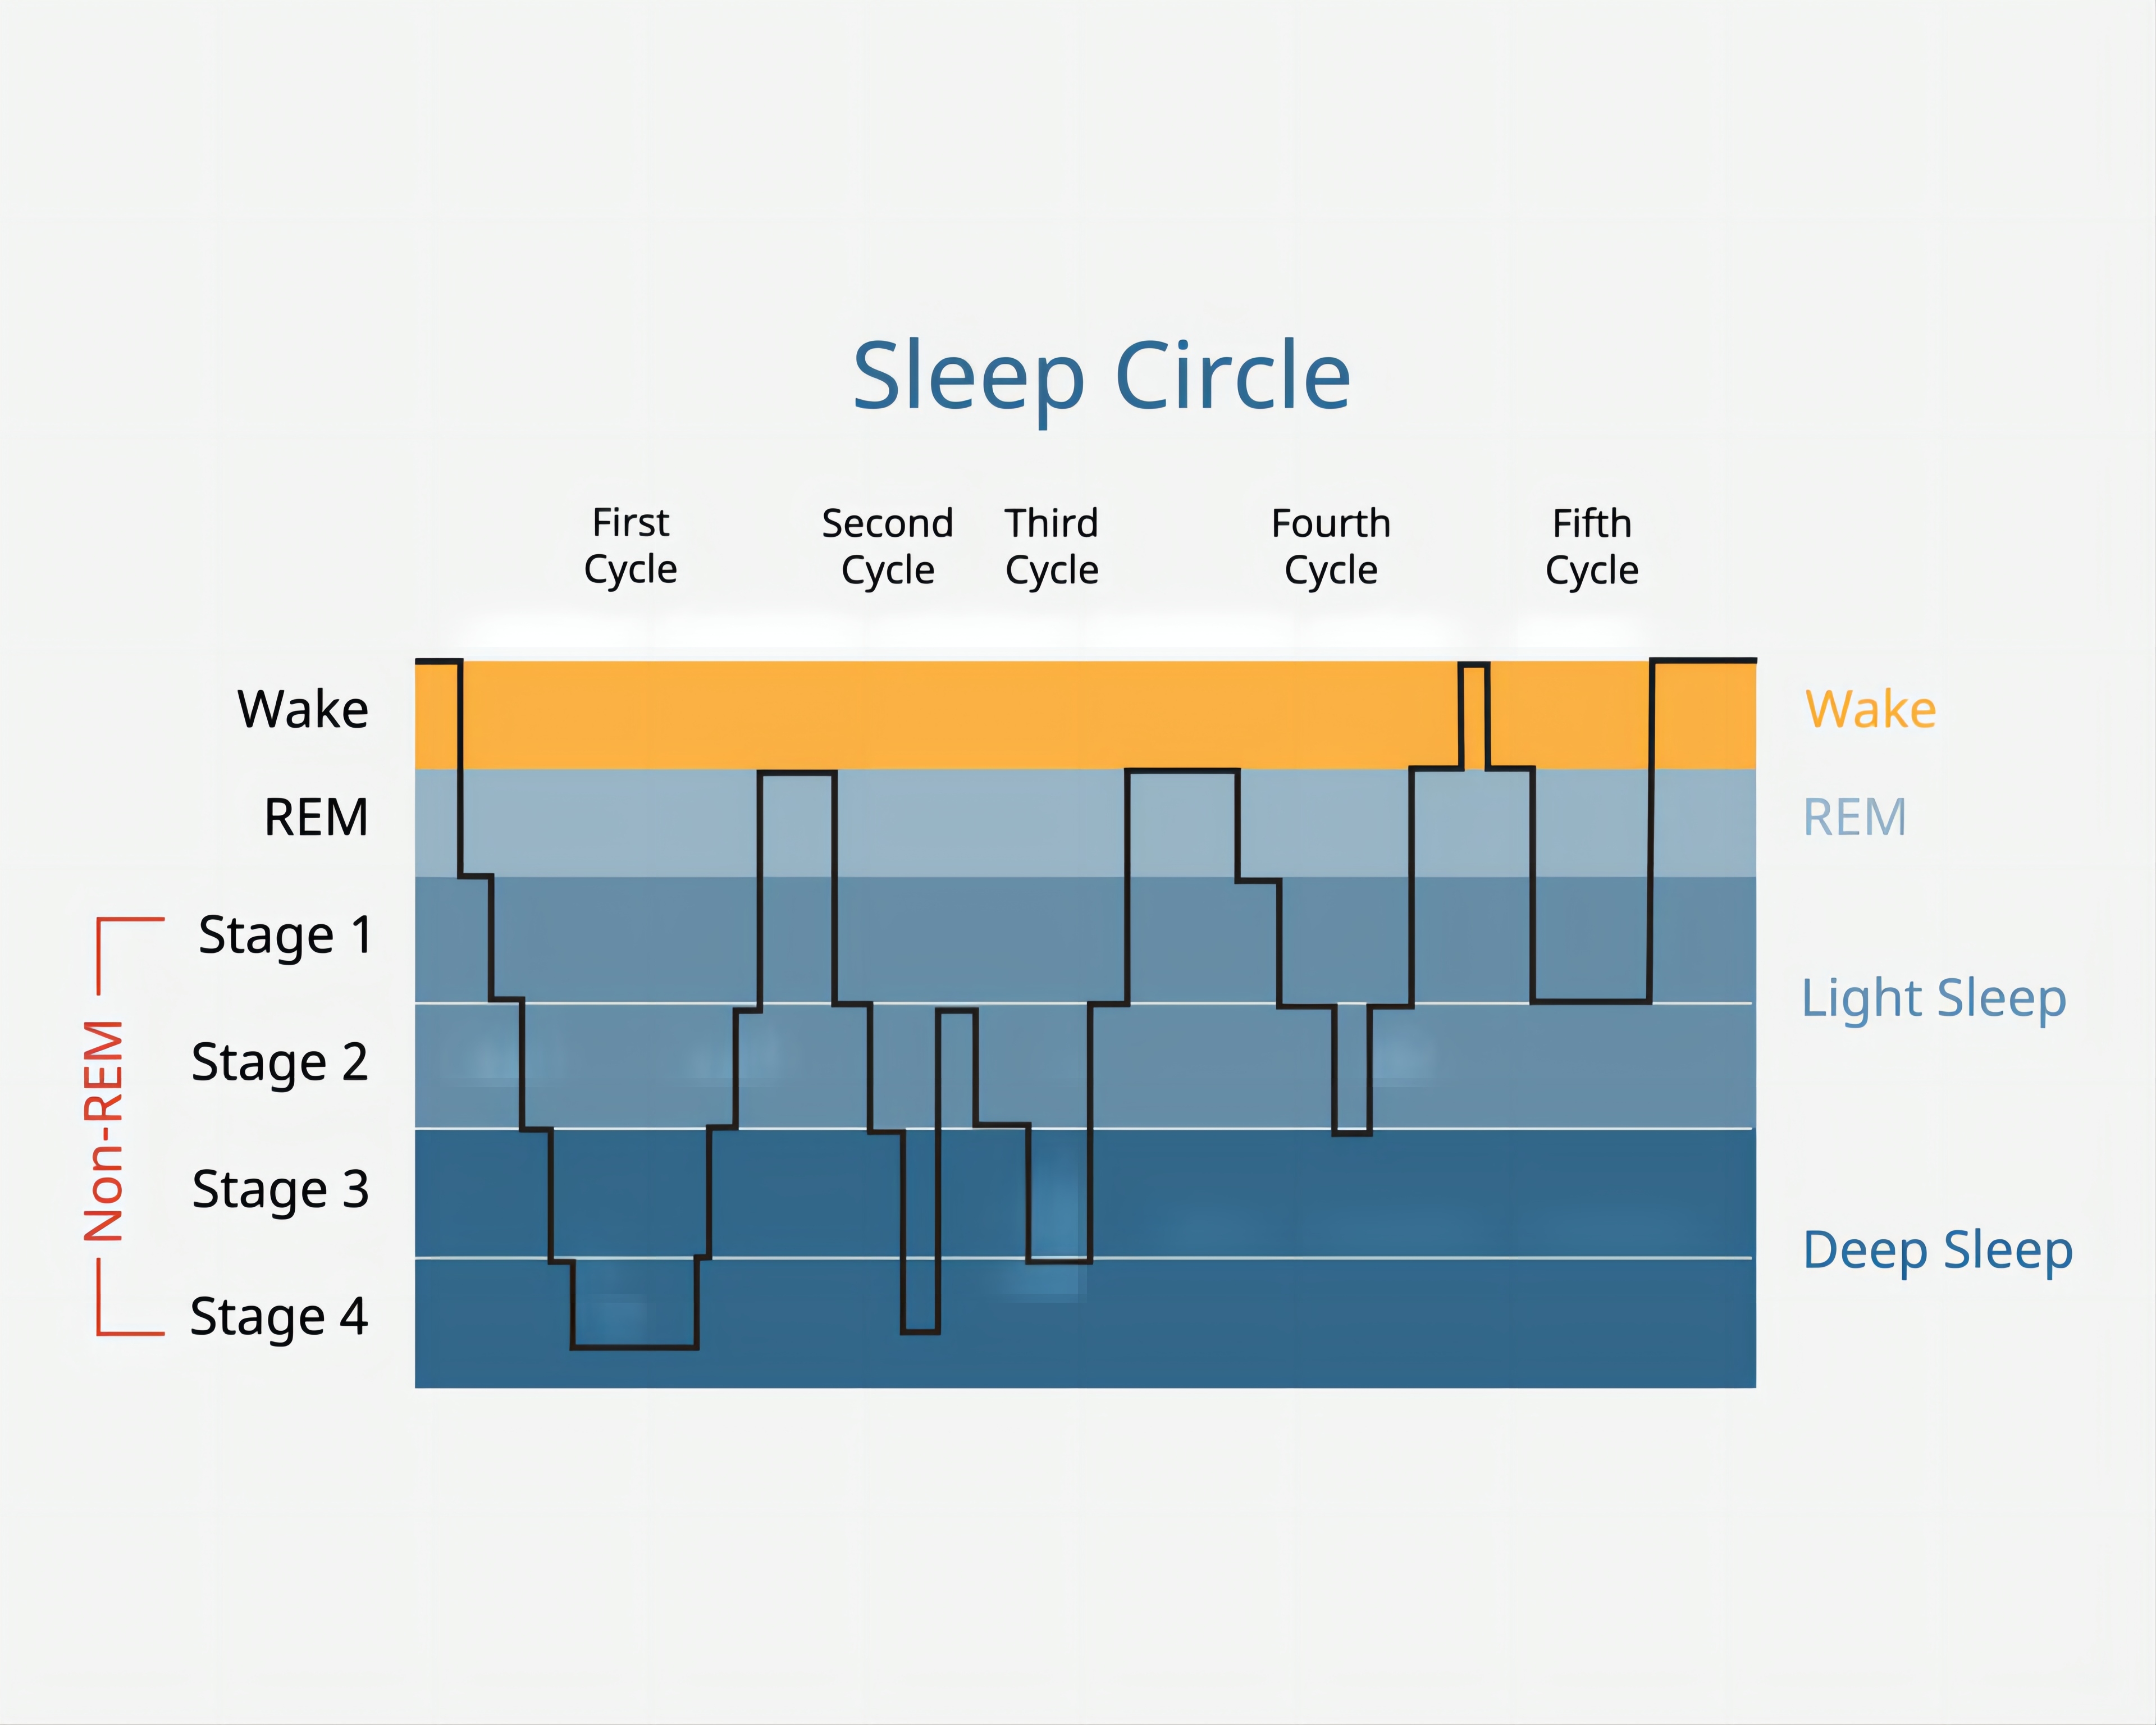 Sleep Circle
First
Cycle
Second
Cycle
Third
Cycle
Fourth
Cycle
Fifth
Cycle
Wake
REM
Stage 1
Stage 2
Stage 3
Stage 4
Non-REM
Wake
REM
Light Sleep
Deep Sleep